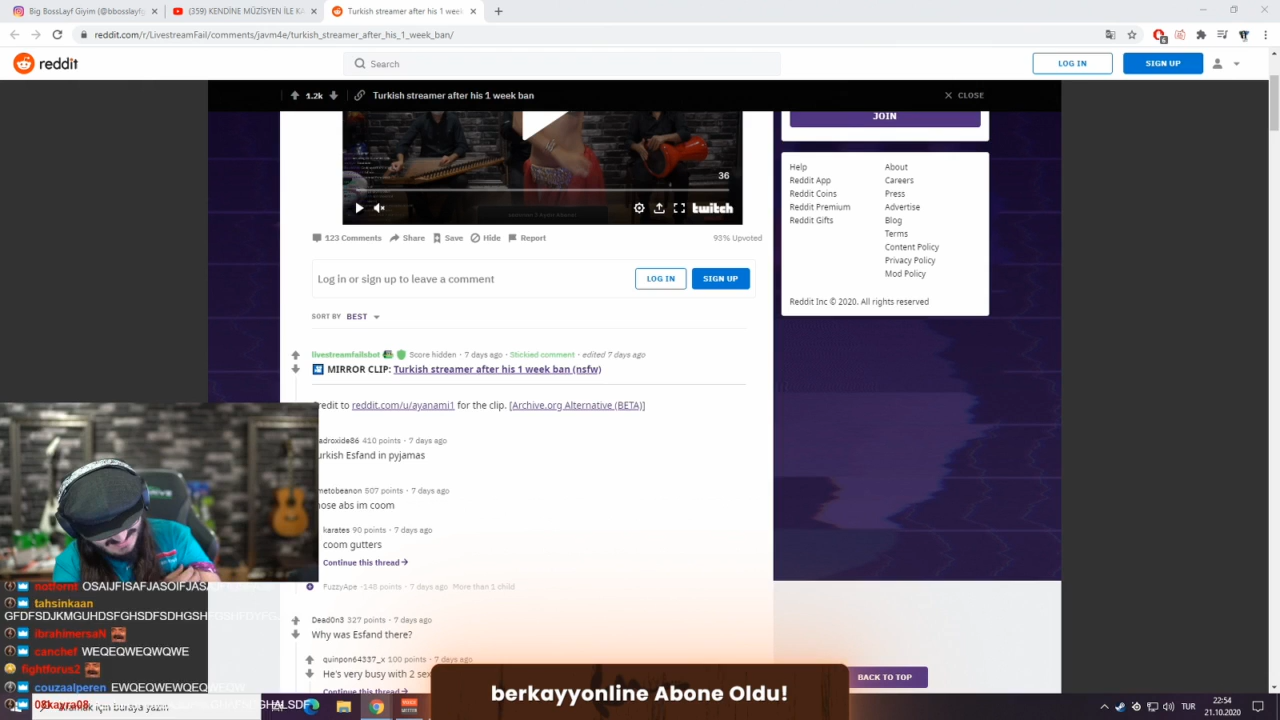 Big BossLayf Giyim (@bbosslayf
(359) KENDİNE MÜZİSYEN İLE KA
Turkish streamer after his 1 weel
reddit.com/r/LivestreamFail/comments/javm4e/turkish_streamer_after_his_1_week_ban/
reddit
Search
LOG IN
SIGN UP
1.2k
Turkish streamer after his 1 week ban
CLOSE
JOIN
36
twitch
Help
About
Reddit App
Careers
Reddit Coins
Press
Reddit Premium
Advertise
Reddit Gifts
Blog
Terms
Content Policy
Privacy Policy
Mod Policy
Reddit Inc © 2020. All rights reserved
123 Comments
Share
Save
Hide
Report
93% Upvoted
Log in or sign up to leave a comment
LOG IN
SIGN UP
SORT BY BEST
livestreamfailsbot Score hidden · 7 days ago · Stickied comment · edited 7 days ago
MIRROR CLIP: Turkish streamer after his 1 week ban (nsfw)
redit to reddit.com/u/ayanami1 for the clip. [Archive.org Alternative (BETA)]
adroxide86 410 points · 7 days ago
urkish Esfand in pyjamas
metobeanon 507 points · 7 days ago
hose abs im coom
karates 90 points · 7 days ago
coom gutters
Continue this thread
FuzzyApe -148 points · 7 days ago More than 1 child
Dead0n3 327 points · 7 days ago
Why was Esfand there?
quinpon64337_x 100 points · 7 days ago
He's very busy with 2 sex
Continue this thread
BACK TO TOP
notfornt
tahsinkaan
ibrahimersaN
canchef WEQEQWEQWQWE
fightforus2
couzaalperen
berkayyonline Abone Oldu!
TUR
22:54
21.10.2020